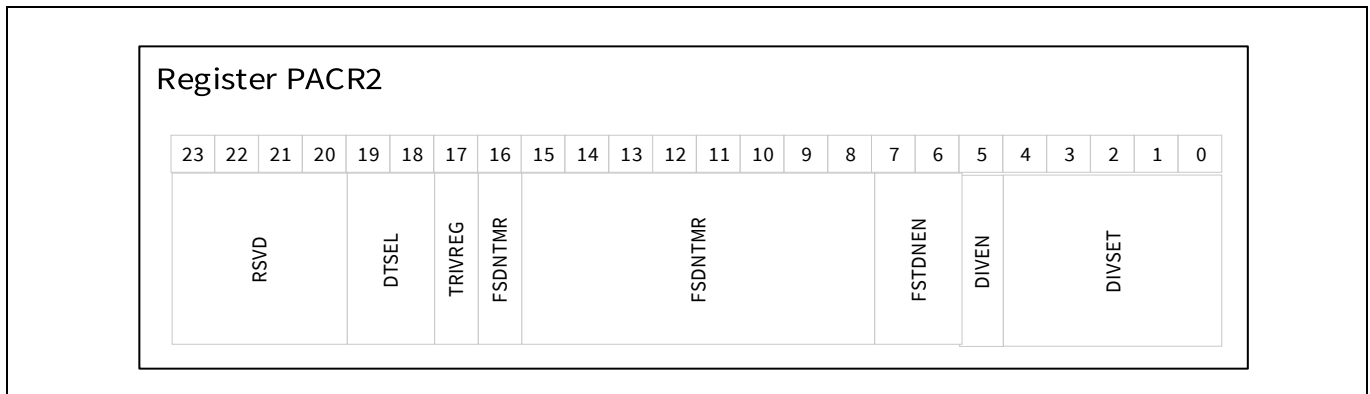 Register PACR2
23 22 21 20 19 18 17 16 15 14 13 12 11 10 9 8 7 6 5 4 3 2 1 0
RSVD DTSEL TRIVREG FSDNTMR FSDNTMR FSTDNEN DIVEN DIVSET